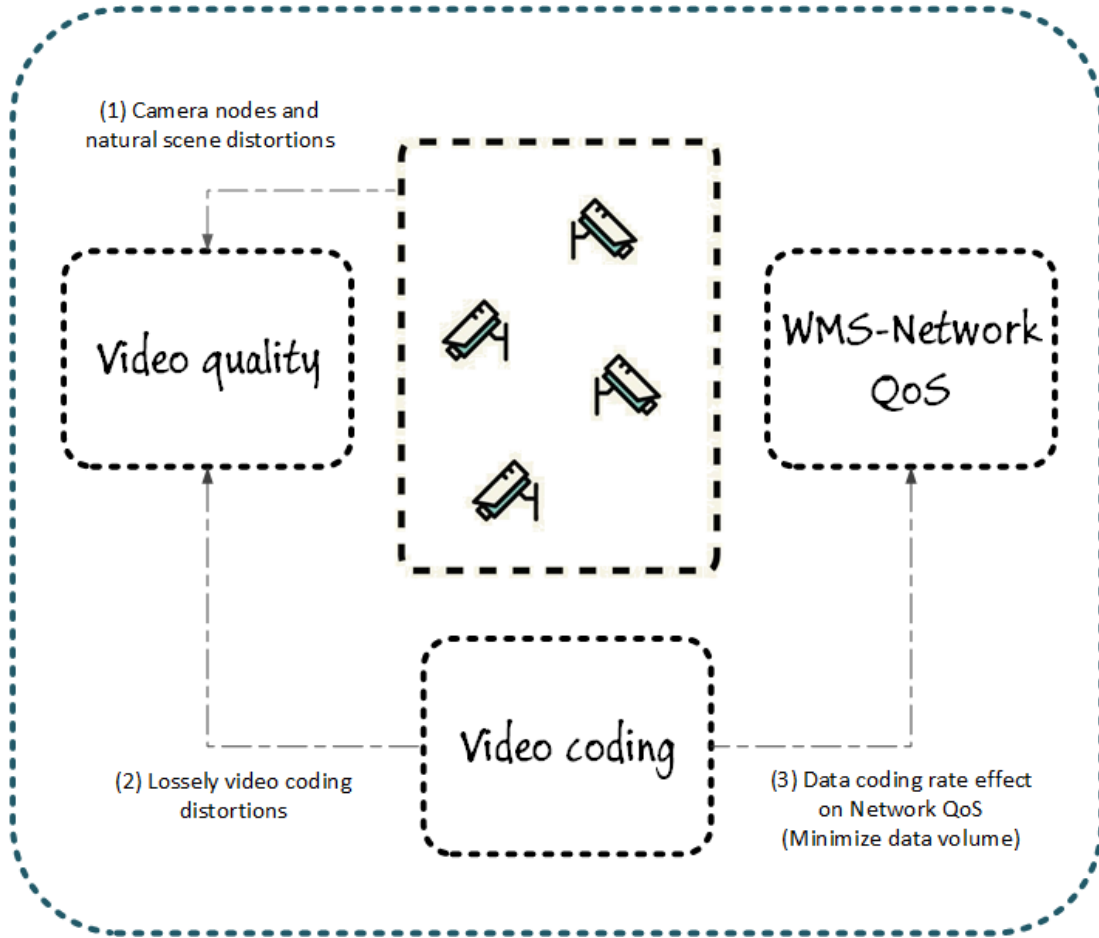 (1) Camera nodes and
natural scene distortions
Video quality
WMS-Network
QoS
Video coding
(2) Lossely video coding
distortions
(3) Data coding rate effect
on Network QoS
(Minimize data volume)